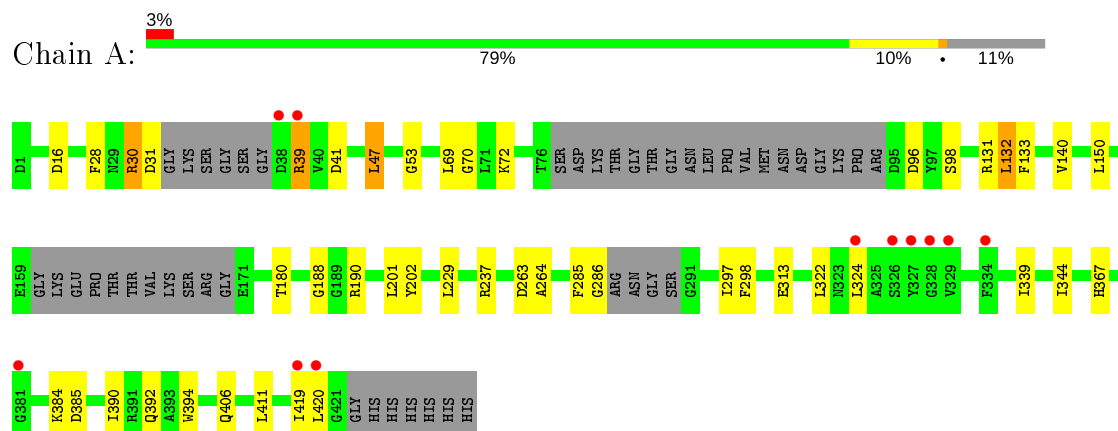 3%
Chain A:
79% 10% • 11%
D1 D16 F28 N29 R30 D31 GLY LYS SER GLY SER GLY D38 R39 V40 D41 L47 G53 L69 G70 L71 K72 T76 SER ASP LYS THR GLY THR GLY ASN LEU PRO VAL MET ASN ASP GLY LYS PRO ARG D95 D96 Y97 S98 R131 L132 F133 V140 L150
E159 GLY LYS GLU PRO THR THR VAL LYS SER ARG GLY E171 T180 G188 G189 R190 L201 Y202 L229 R237 D263 A264 F285 G286 ARG ASN GLY SER G291 I297 F298 E313 L322 N323 L324 A325 S326 Y327 G328 V329 F334 I339 I344 H367
G381 K384 D385 I390 R391 Q392 A393 W394 Q406 L411 I419 L420 G421 GLY HIS HIS HIS HIS HIS HIS